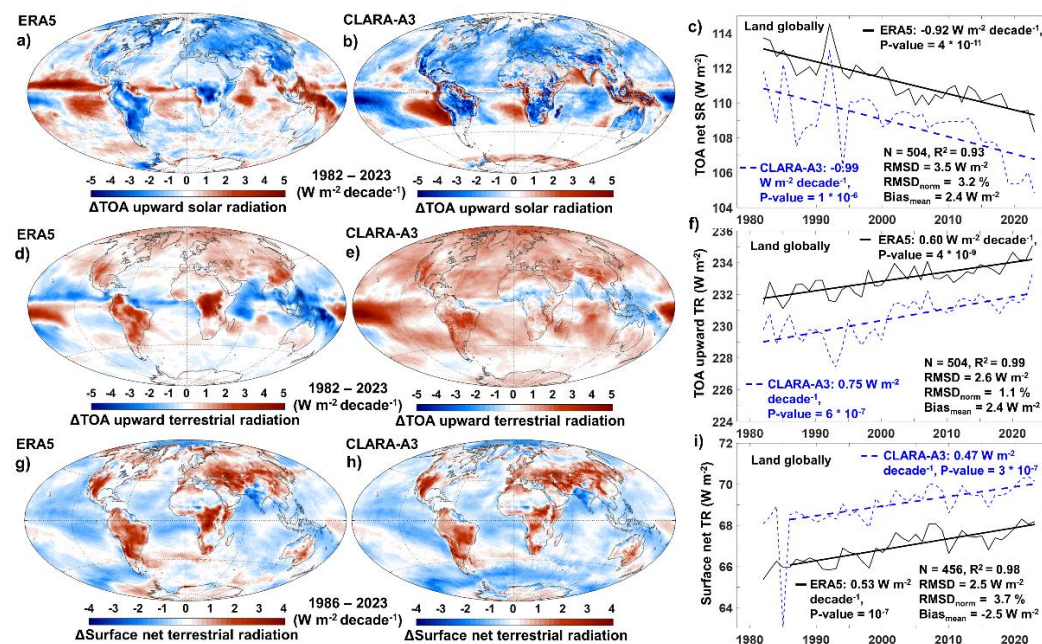 ERA5
a)
CLARA-A3
b)
-5 -4 -3 -2 -1 0 1 2 3 4 5
1982 – 2023
(W m⁻² decade⁻¹)
-5 -4 -3 -2 -1 0 1 2 3 4 5
ΔTOA upward solar radiation
ΔTOA upward solar radiation
c)
Land globally
ERA5: -0.92 W m⁻² decade⁻¹,
P-value = 4 * 10⁻¹¹
TOA net SR (W m⁻²)
114
112
110
108
106
104
CLARA-A3: -0.99
W m⁻² decade⁻¹,
P-value = 1 * 10⁻⁶
N = 504, R² = 0.93
RMSD = 3.5 W m⁻²
RMSDnorm = 3.2 %
Biasmean = 2.4 W m⁻²
1980 1990 2000 2010 2020
ERA5
d)
CLARA-A3
e)
-5 -4 -3 -2 -1 0 1 2 3 4 5
1982 – 2023
(W m⁻² decade⁻¹)
-5 -4 -3 -2 -1 0 1 2 3 4 5
ΔTOA upward terrestrial radiation
ΔTOA upward terrestrial radiation
f)
Land globally
ERA5: 0.60 W m⁻² decade⁻¹,
P-value = 4 * 10⁻⁹
TOA upward TR (W m⁻²)
236
234
232
230
228
226
224
CLARA-A3: 0.75 W m⁻²
decade⁻¹,
P-value = 6 * 10⁻⁷
N = 504, R² = 0.99
RMSD = 2.6 W m⁻²
RMSDnorm = 1.1 %
Biasmean = 2.4 W m⁻²
1980 1990 2000 2010 2020
ERA5
g)
CLARA-A3
h)
-4 -3 -2 -1 0 1 2 3 4
1986 – 2023
(W m⁻² decade⁻¹)
-4 -3 -2 -1 0 1 2 3 4
ΔSurface net terrestrial radiation
ΔSurface net terrestrial radiation
i)
Land globally
CLARA-A3: 0.47 W m⁻²
decade⁻¹, P-value = 3 * 10⁻⁷
Surface net TR (W m⁻²)
72
70
68
66
64
ERA5: 0.53 W m⁻²
decade⁻¹,
P-value = 10⁻⁷
N = 456, R² = 0.98
RMSD = 2.5 W m⁻²
RMSDnorm = 3.7 %
Biasmean = -2.5 W m⁻²
1980 1990 2000 2010 2020